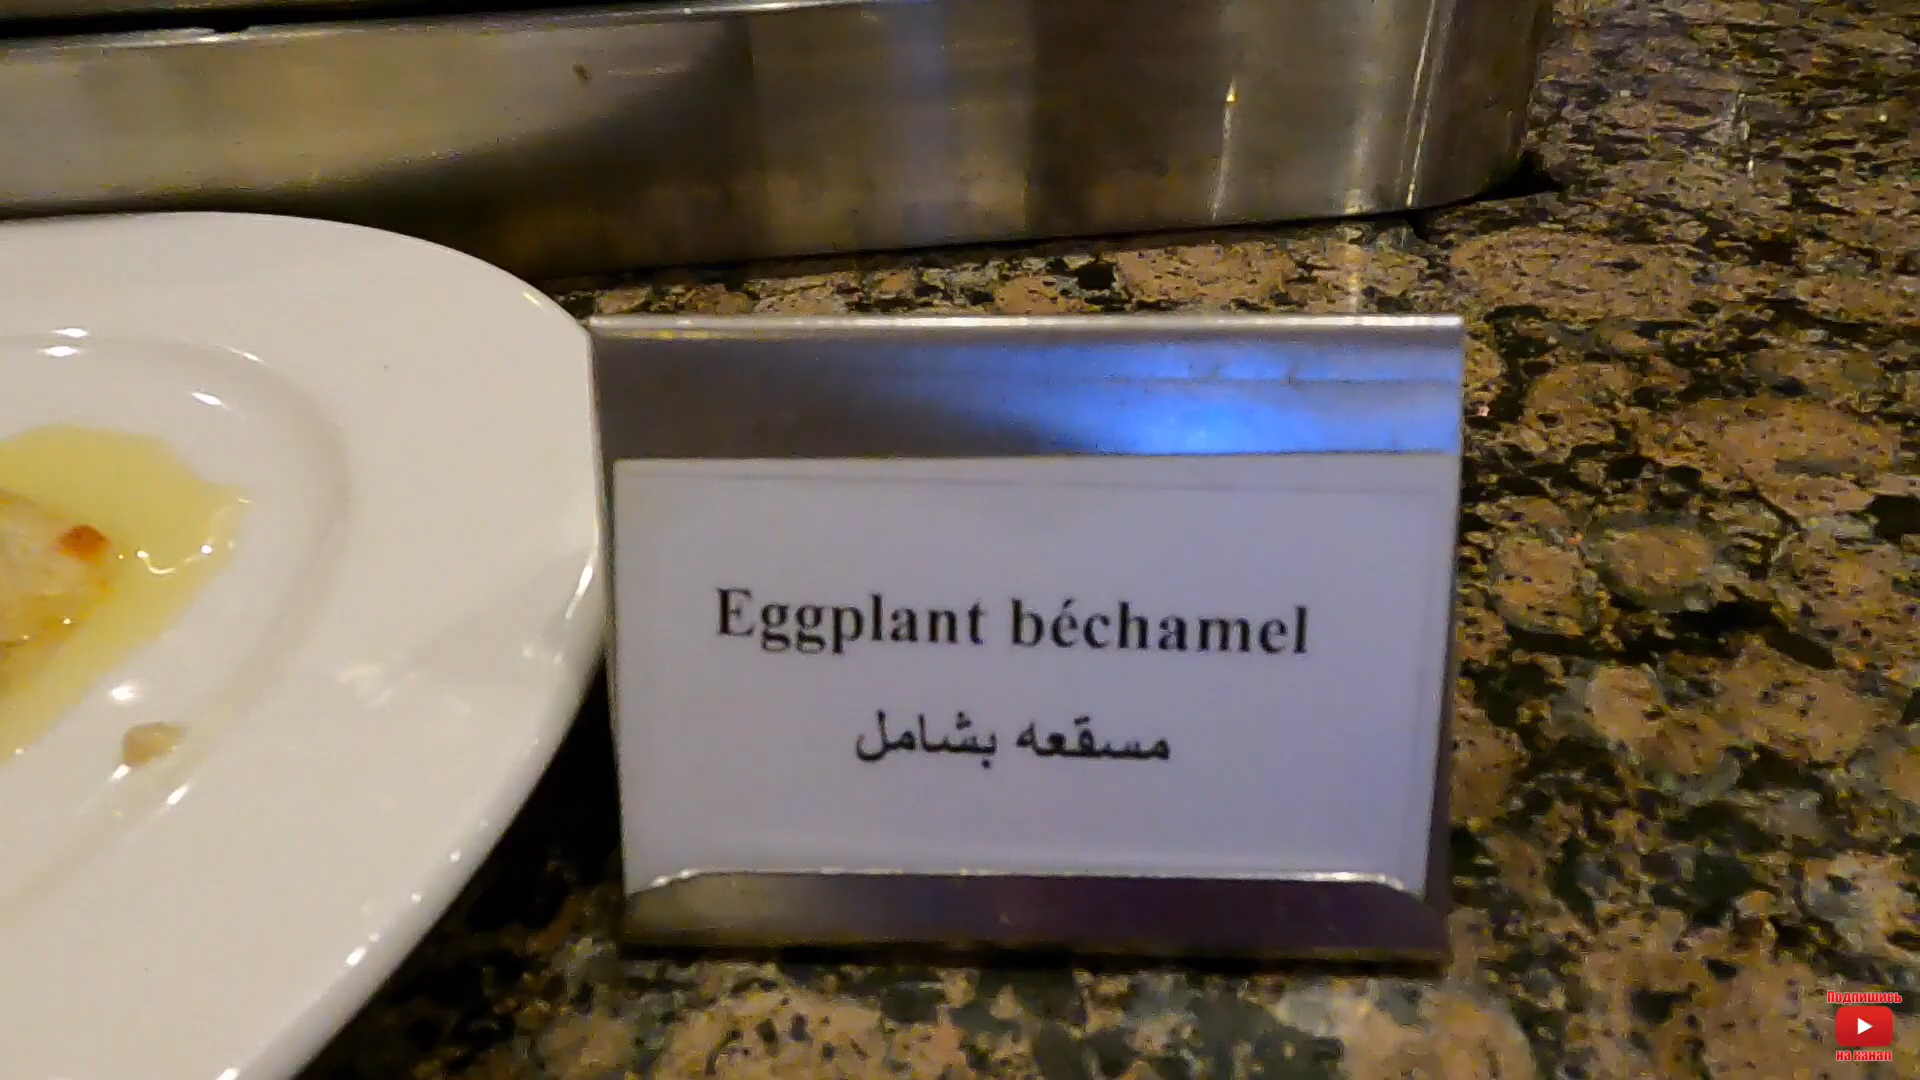 Eggplant béchamel
مسقعه بشامل
Подпишись
на канал